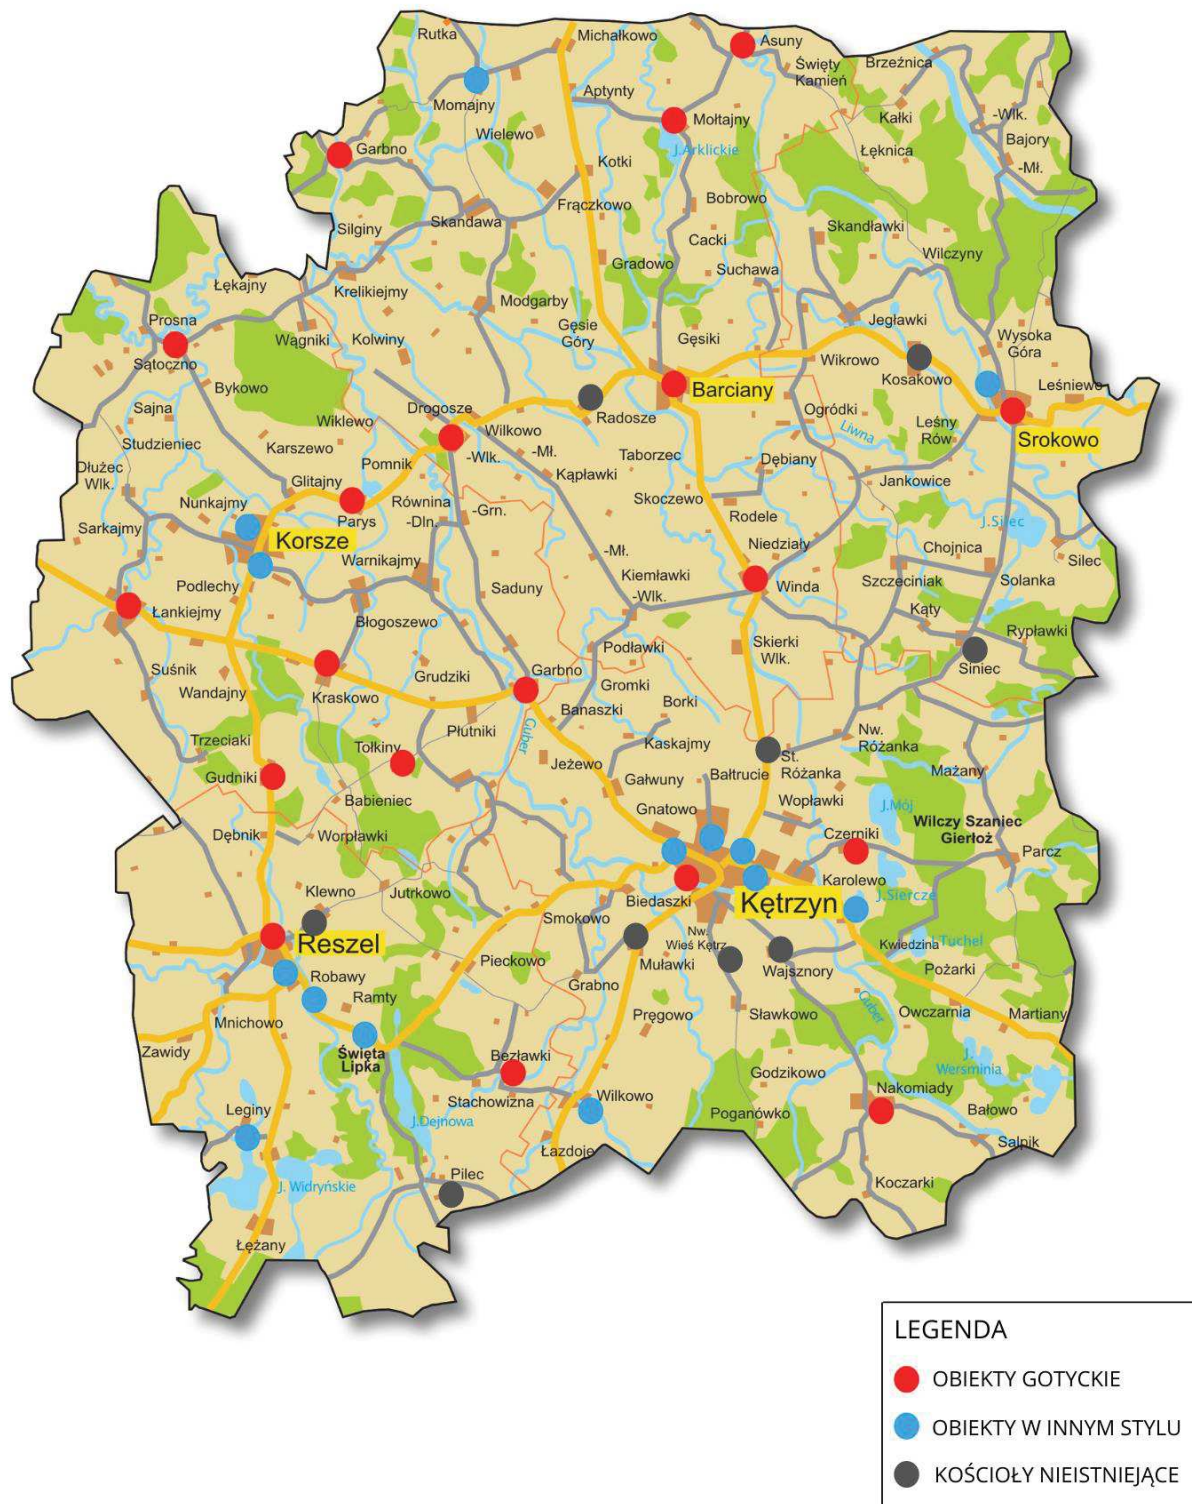 Rutka
Michałkowo
Asuny
Święty
Kamień
Brzeźnica
Momajny
Aptynty
Mołtajny
Kałki
-Wlk.
Bajory
-Mł.
Wielewo
J.Arklickie
Łęknica
Garbno
Kotki
Bobrowo
Frączkowo
Skandawa
Silginy
Cacki
Skandławki
Wilczyny
Gradowo
Suchawa
Łękajny
Krelikiejmy
Modgarby
Prosna
Wągniki
Kolwiny
Gęsie
Góry
Gęsiki
Jegławki
Wysoka
Góra
Sątoczno
Wikrowo
Kosakowo
Bykowo
Barciany
Leśniewo
Sajna
Drogosze
Radosze
Ogródki
Wiklewo
Wilkowo
Leśny
Rów
Srokowo
Studzieniec
Karszewo
-Wlk.
-Mł.
Taborzec
Liwna
Dłużec
Wlk.
Pomnik
Kąpławki
Dębiany
Glitajny
Jankowice
Nunkajmy
Równina
-Dln.
-Grn.
Skoczewo
Sarkajmy
Parys
Rodele
J.Silec
Korsze
Niedziały
Chojnica
Warnikajmy
-Mł.
Silec
Podlechy
Saduny
Kiemławki
-Wlk.
Winda
Szczeciniak
Solanka
Łankiejmy
Błogoszewo
Kąty
Rypławki
Suśnik
Podławki
Skierki
Wlk.
Siniec
Wandajny
Kraskowo
Grudziki
Garbno
Gromki
Borki
Banaszki
Trzeciaki
Tołkiny
Płutniki
Guber
Kaskajmy
Nw.
Różanka
Gudniki
Jeżewo
Gałwuny
Bałtrucie
St.
Różanka
Mażany
Babieniec
Gnatowo
Wopławki
J.Mój
Wilczy Szaniec
Gierłoż
Dębnik
Worpławki
Czerniki
Parcz
Klewno
Jutrkowo
Biedaszki
Kętrzyn
Karolewo
J.Siercze
Smokowo
Reszel
Nw.
Wieś Kętrz.
Kwiedzina
J.Tuchel
Pieckowo
Muławki
Wajsznory
Pożarki
Robawy
Grabno
Ramty
Mnichowo
Pręgowo
Sławkowo
Guber
Owczarnia
Martiany
Zawidy
Święta
Lipka
Bezławki
J.
Wersminia
Godzikowo
Nakomiady
Leginy
Stachowizna
Wilkowo
Poganówko
Bałowo
J.Dejnowa
Łazdoje
Salpik
Pilec
J. Widryńskie
Koczarki
Łężany
LEGENDA
OBIEKTY GOTYCKIE
OBIEKTY W INNYM STYLU
KOŚCIOŁY NIEISTNIEJĄCE